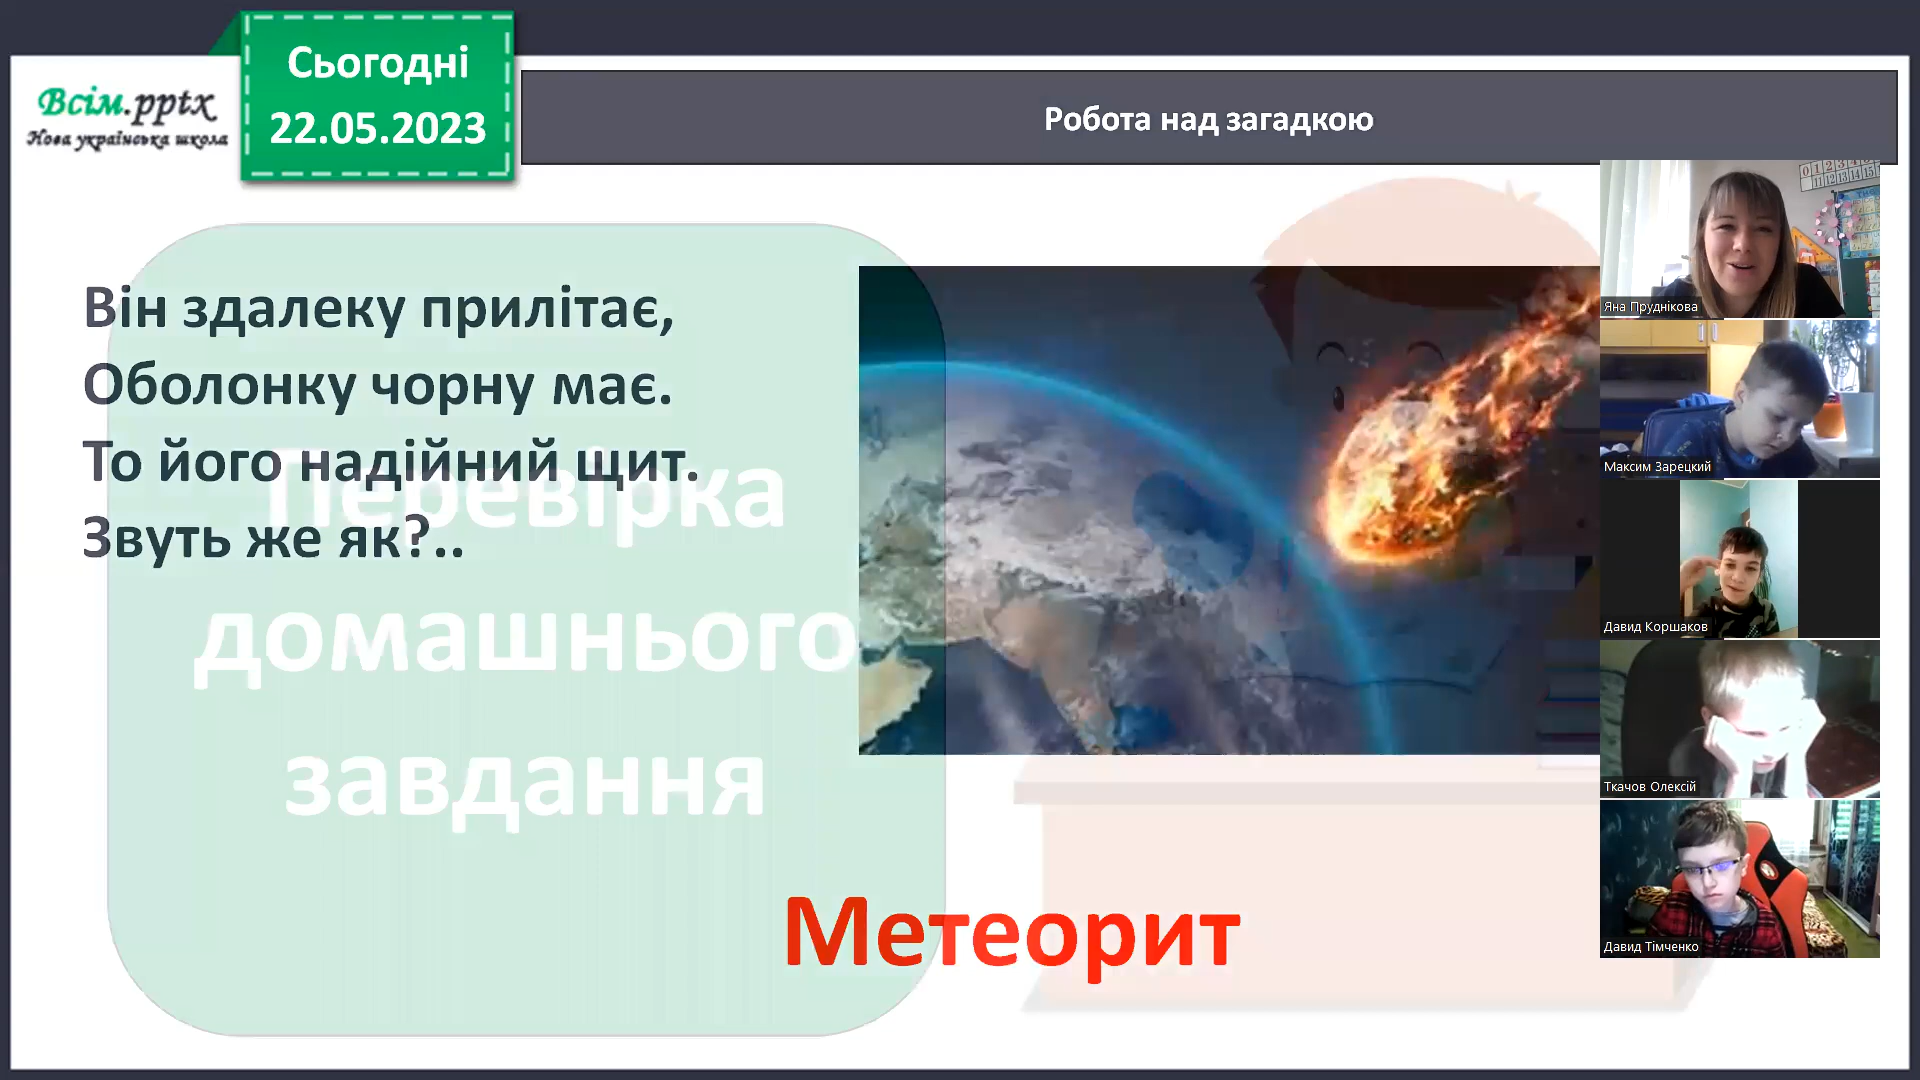 Сьогодні
22.05.2023
Всім.pptx
Нова українська школа
Робота над загадкою
Він здалеку прилітає,
Оболонку чорну має.
То його надійний щит.
Звуть же як?..
Перевірка
домашнього
завдання
Метеорит
Яна Пруднікова
Максим Зарецкий
Давид Коршаков
Ткачов Олексій
Давид Тімченко